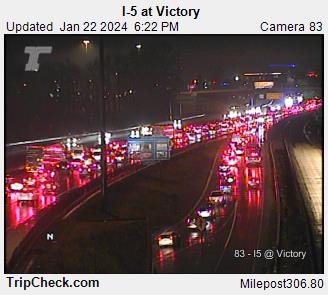 I-5 at Victory
Updated Jan 22 2024 6:22 PM Camera 83
T
N
83 - I5 @ Victory
TripCheck.com Milepost306.80